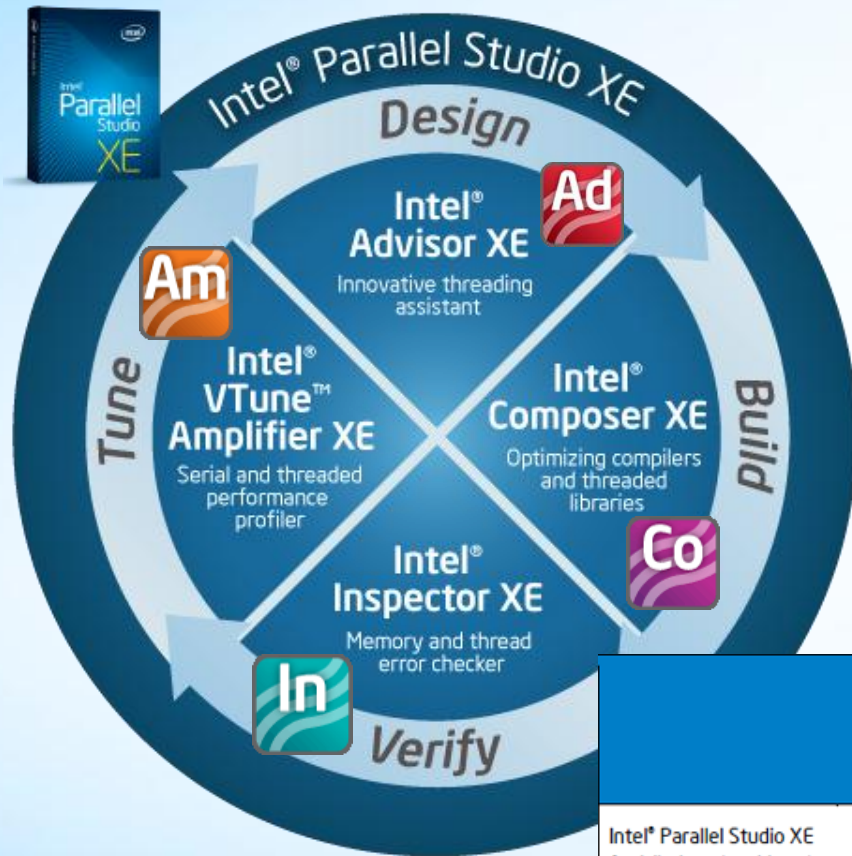 intel
Intel®
Parallel
Studio
XE
Intel® Parallel Studio XE
Design
Intel®
Advisor XE
Innovative threading
assistant
Ad
Build
Intel®
Composer XE
Optimizing compilers
and threaded
libraries
Co
Verify
Intel®
Inspector XE
Memory and thread
error checker
In
Tune
Intel®
VTune™
Amplifier XE
Serial and threaded
performance
profiler
Am
Intel® Parallel Studio XE